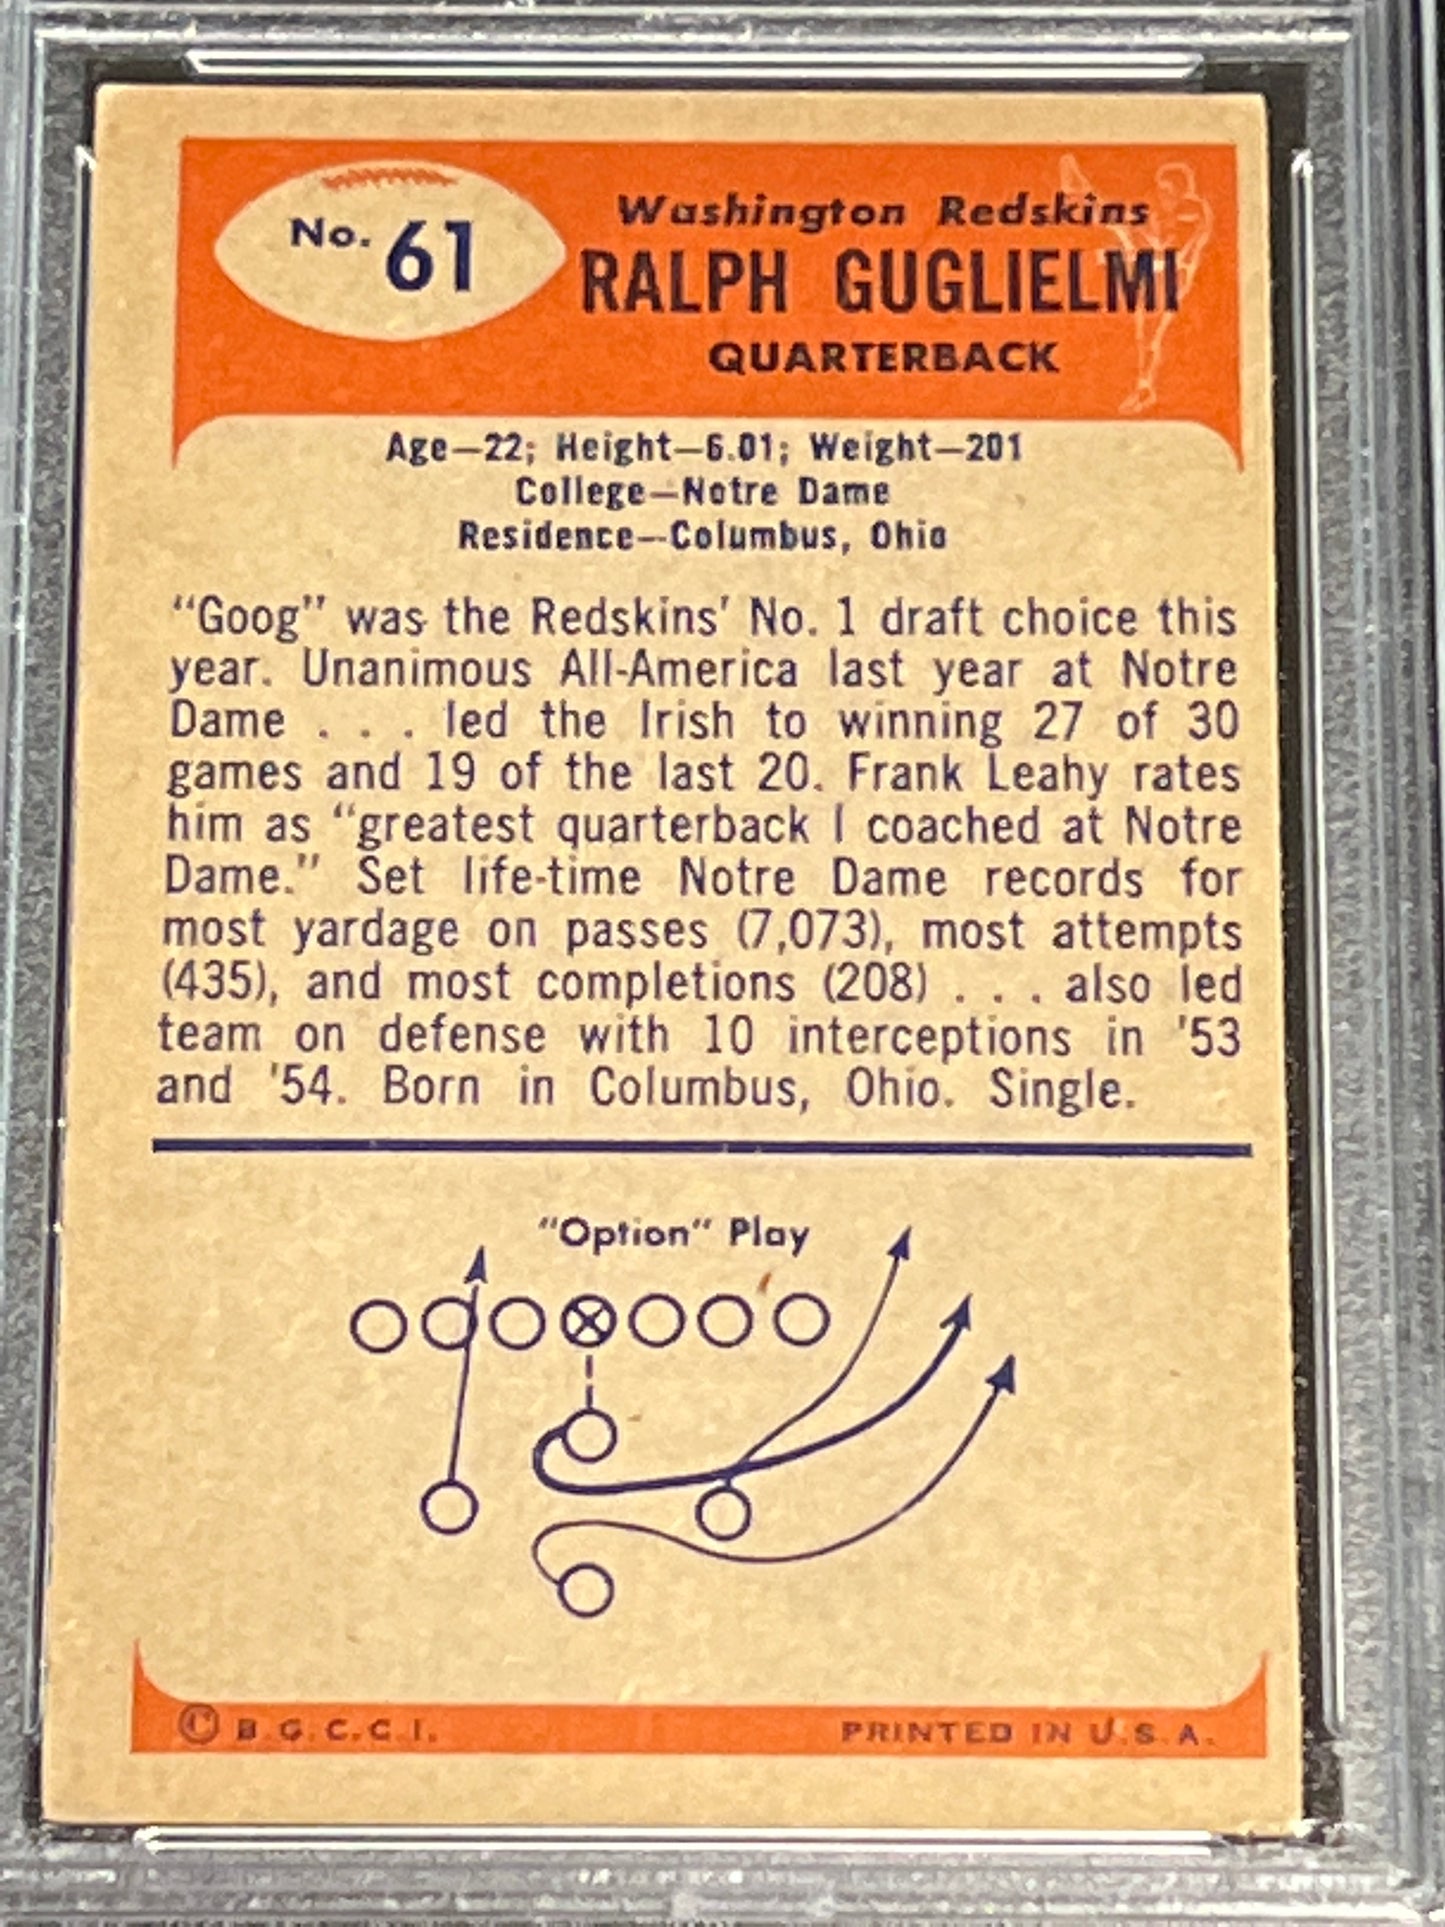 No. 61
Washington Redskins
RALPH GUGLIELMI
QUARTERBACK
Age—22; Height—6.01; Weight—201
College—Notre Dame
Residence—Columbus, Ohio
"Goog" was the Redskins' No. 1 draft choice this
year. Unanimous All-America last year at Notre
Dame . . . led the Irish to winning 27 of 30
games and 19 of the last 20. Frank Leahy rates
him as "greatest quarterback I coached at Notre
Dame." Set life-time Notre Dame records for
most yardage on passes (7,073), most attempts
(435), and most completions (208) . . . also led
team on defense with 10 interceptions in '53
and '54. Born in Columbus, Ohio. Single.
"Option" Play
© B.G.C.C.I.
PRINTED IN U.S.A.